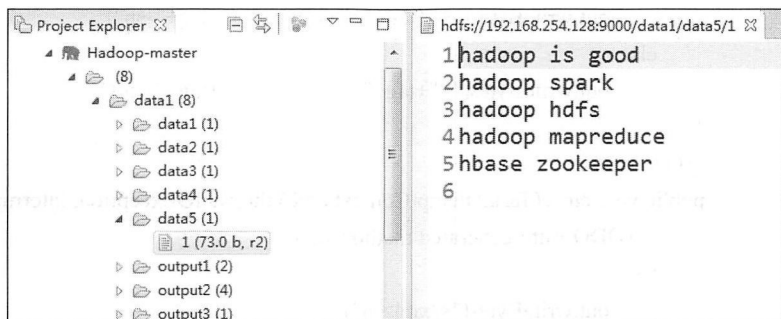 Project Explorer
Hadoop-master
(8)
data1 (8)
data1 (1)
data2 (1)
data3 (1)
data4 (1)
data5 (1)
1 (73.0 b, r2)
output1 (2)
output2 (4)
output3 (1)
hdfs://192.168.254.128:9000/data1/data5/1
1 hadoop is good
2 hadoop spark
3 hadoop hdfs
4 hadoop mapreduce
5 hbase zookeeper
6